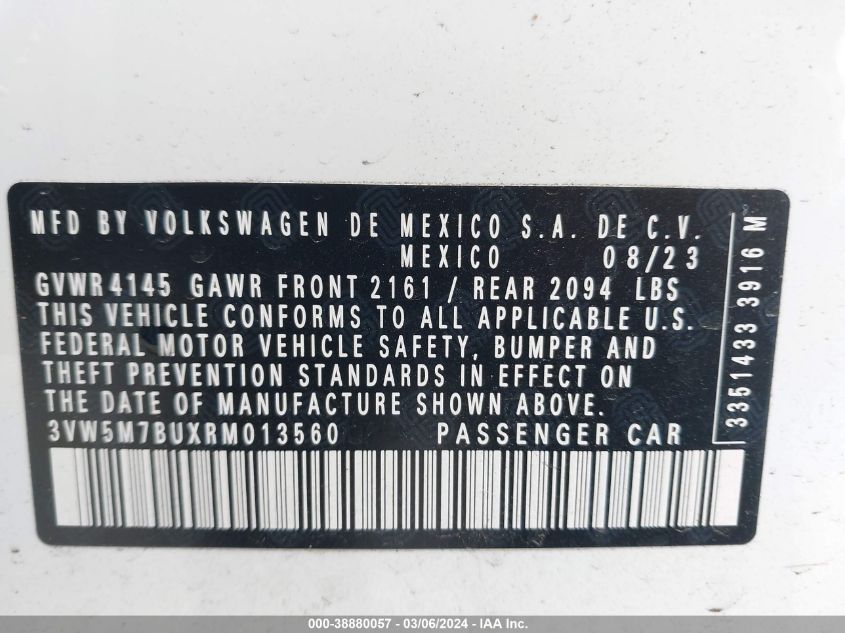 MFD BY VOLKSWAGEN DE MEXICO S.A. DE C.V.
MEXICO 08/23
GVWR 4145 GAWR FRONT 2161 / REAR 2094 LBS
THIS VEHICLE CONFORMS TO ALL APPLICABLE U.S.
FEDERAL MOTOR VEHICLE SAFETY, BUMPER AND
THEFT PREVENTION STANDARDS IN EFFECT ON
THE DATE OF MANUFACTURE SHOWN ABOVE.
3VW5M7BUXRM013560 PASSENGER CAR
3351433 3916 M
000-38880057 - 03/06/2024 - IAA Inc.